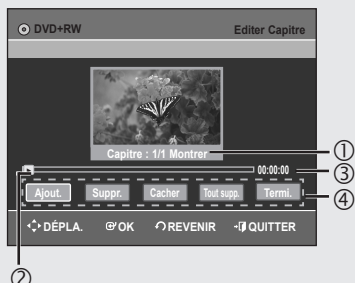 DVD+RW Editer Capitre
Capitre : 1/1 Montrer
①
00:00:00
③
Ajout. Suppr. Cacher Tout supp. Termi.
④
DÉPLA. OK REVENIR QUITTER
②